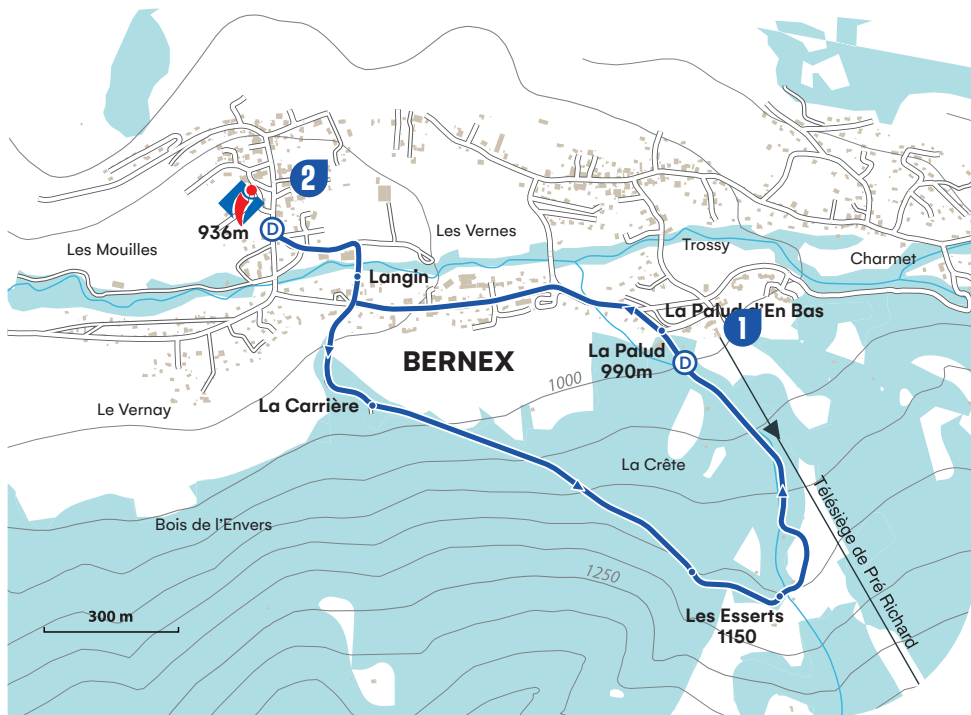 2
936m
D
Les Mouilles
Les Vernes
Trossy
Charmet
Langin
La Palud d'En Bas
1
La Palud
990m
D
BERNEX
1000
Le Vernay
La Carrière
La Crête
Télésiège de Pré Richard
Bois de l'Envers
1250
Les Esserts
1150
300 m